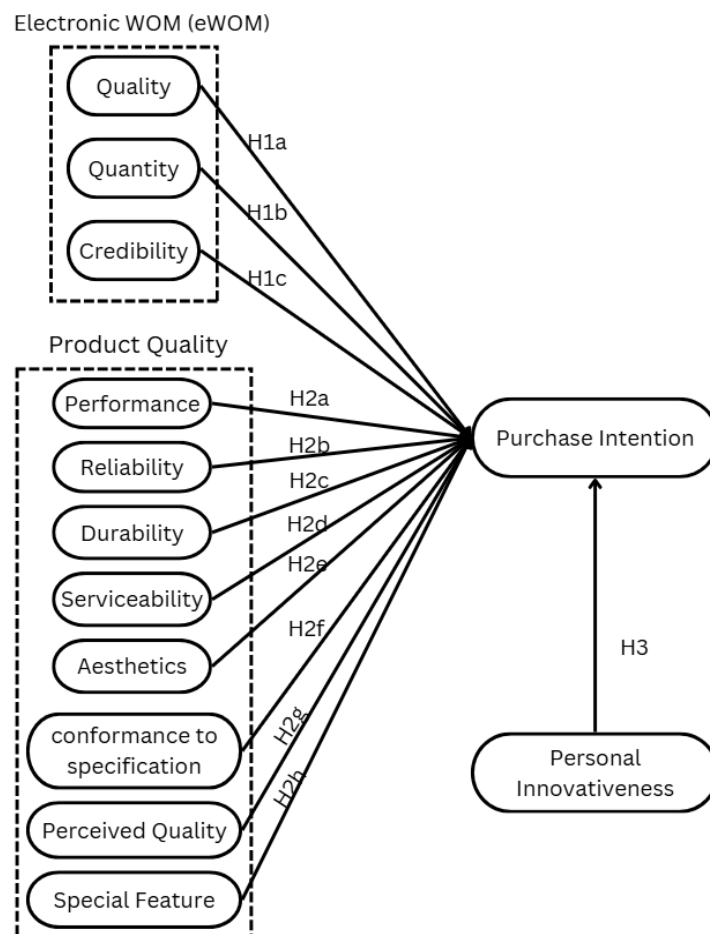 Electronic WOM (eWOM)
Quality
H1a
Quantity
H1b
Credibility
H1c
Product Quality
Performance
H2a
Reliability
H2b
Durability
H2c
Serviceability
H2d
Aesthetics
H2e
conformance to
specification
H2f
Perceived Quality
H2g
Special Feature
H2h
Purchase Intention
H3
Personal
Innovativeness